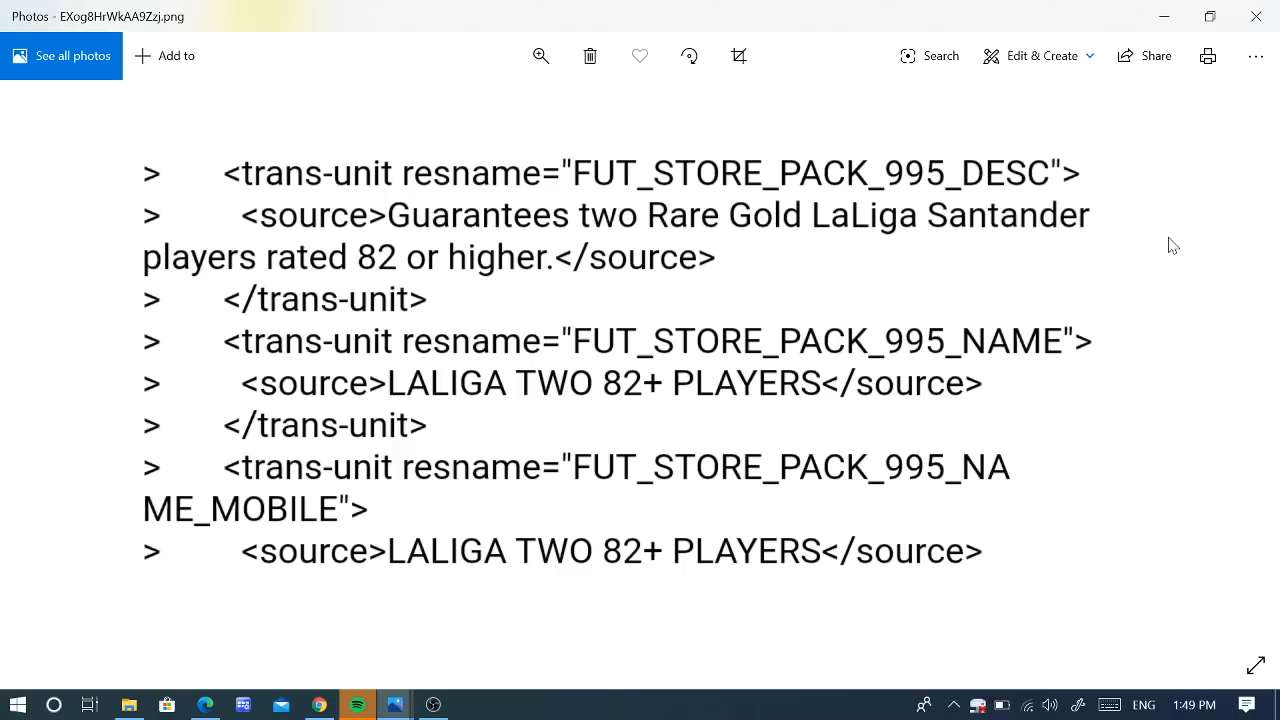 Photos - EXog8HrWkAA9Zzj.png
See all photos
Add to
Search
Edit & Create
Share
> <trans-unit resname="FUT_STORE_PACK_995_DESC">
> <source>Guarantees two Rare Gold LaLiga Santander
players rated 82 or higher.</source>
> </trans-unit>
> <trans-unit resname="FUT_STORE_PACK_995_NAME">
> <source>LALIGA TWO 82+ PLAYERS</source>
> </trans-unit>
> <trans-unit resname="FUT_STORE_PACK_995_NA
ME_MOBILE">
> <source>LALIGA TWO 82+ PLAYERS</source>
ENG
1:49 PM